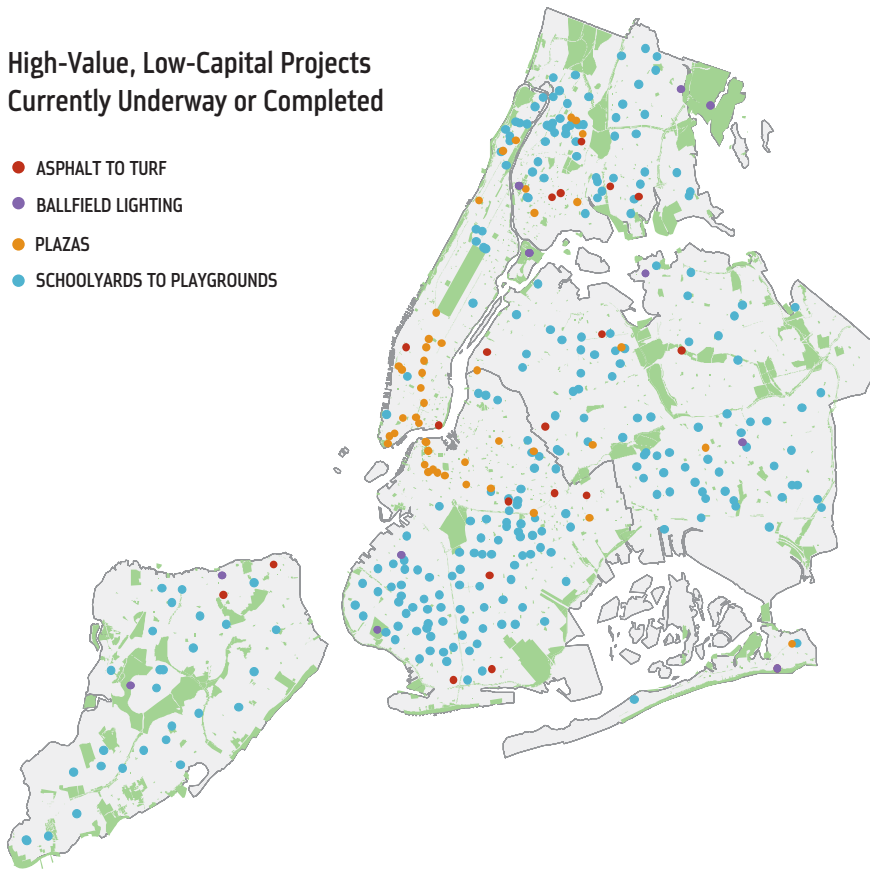 High-Value, Low-Capital Projects
Currently Underway or Completed
ASPHALT TO TURF
BALLFIELD LIGHTING
PLAZAS
SCHOOLYARDS TO PLAYGROUNDS